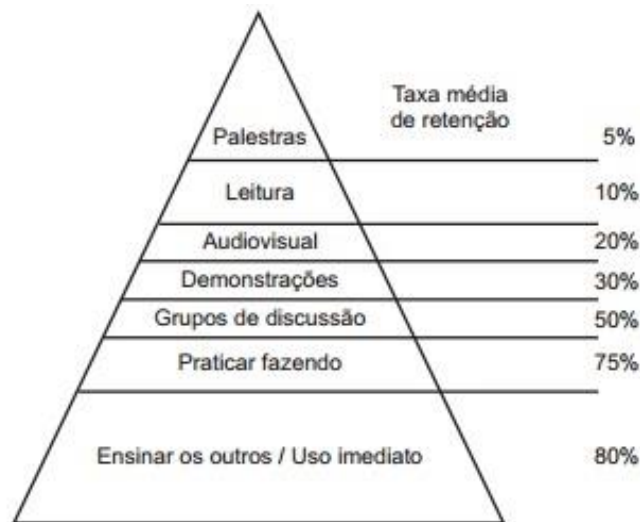 Taxa média
de retenção
Palestras 5%
Leitura 10%
Audiovisual 20%
Demonstrações 30%
Grupos de discussão 50%
Praticar fazendo 75%
Ensinar os outros / Uso imediato 80%